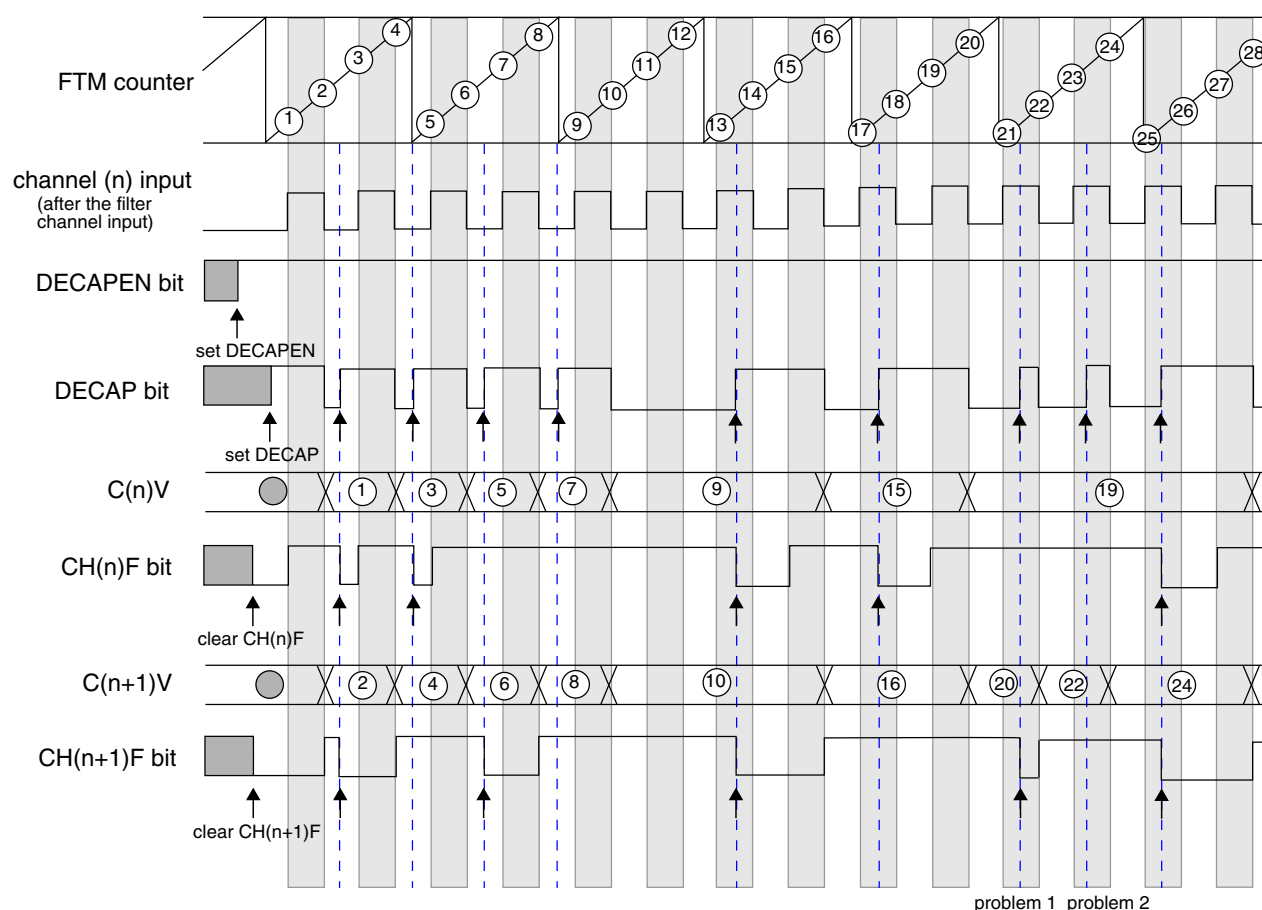 4
8
12
16
20
24
28
3
7
11
15
19
23
27
FTM counter
2
6
10
14
18
22
26
1
5
9
13
17
21
25
channel (n) input
(after the filter
channel input)
DECAPEN bit
set DECAPEN
DECAP bit
set DECAP
C(n)V
1
3
5
7
9
15
19
CH(n)F bit
clear CH(n)F
C(n+1)V
2
4
6
8
10
16
20
22
24
CH(n+1)F bit
clear CH(n+1)F
problem 1 problem 2